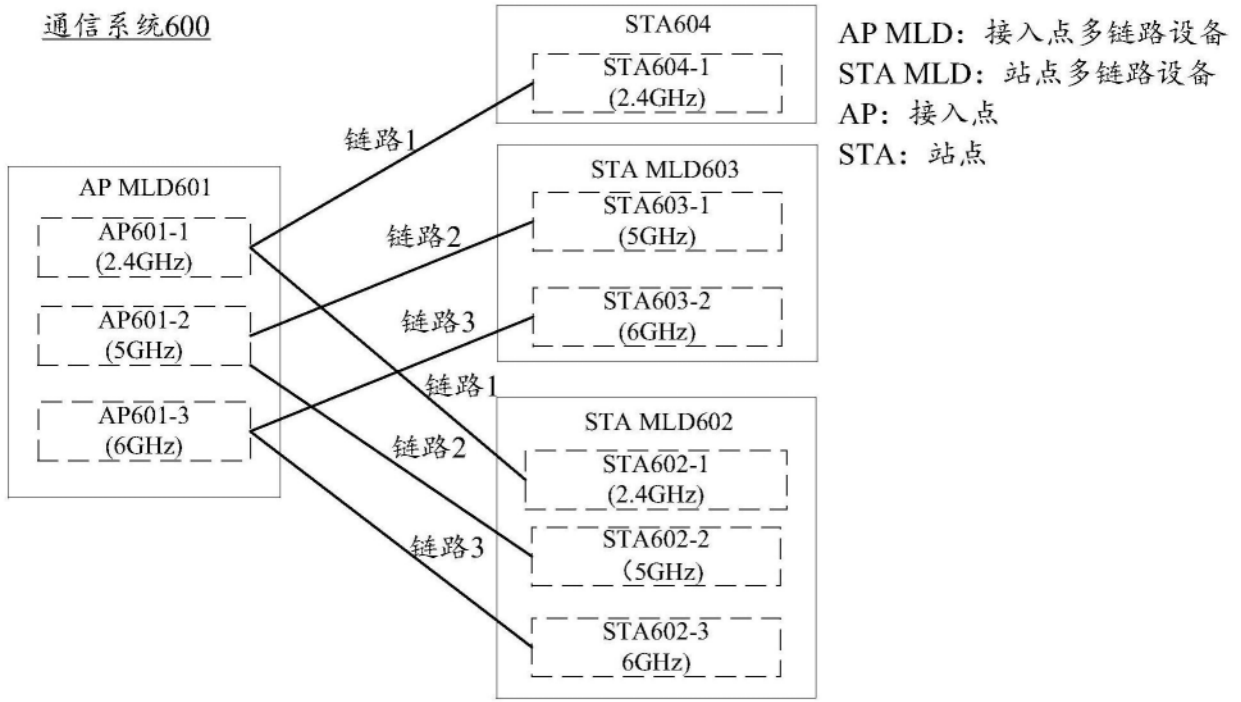 通信系统600
STA604
STA604-1
(2.4GHz)
AP MLD：接入点多链路设备
STA MLD：站点多链路设备
AP：接入点
STA：站点
链路1
AP MLD601
AP601-1
(2.4GHz)
AP601-2
(5GHz)
AP601-3
(6GHz)
链路2
链路3
链路1
链路2
链路3
STA MLD603
STA603-1
(5GHz)
STA603-2
(6GHz)
STA MLD602
STA602-1
(2.4GHz)
STA602-2
（5GHz)
STA602-3
6GHz)